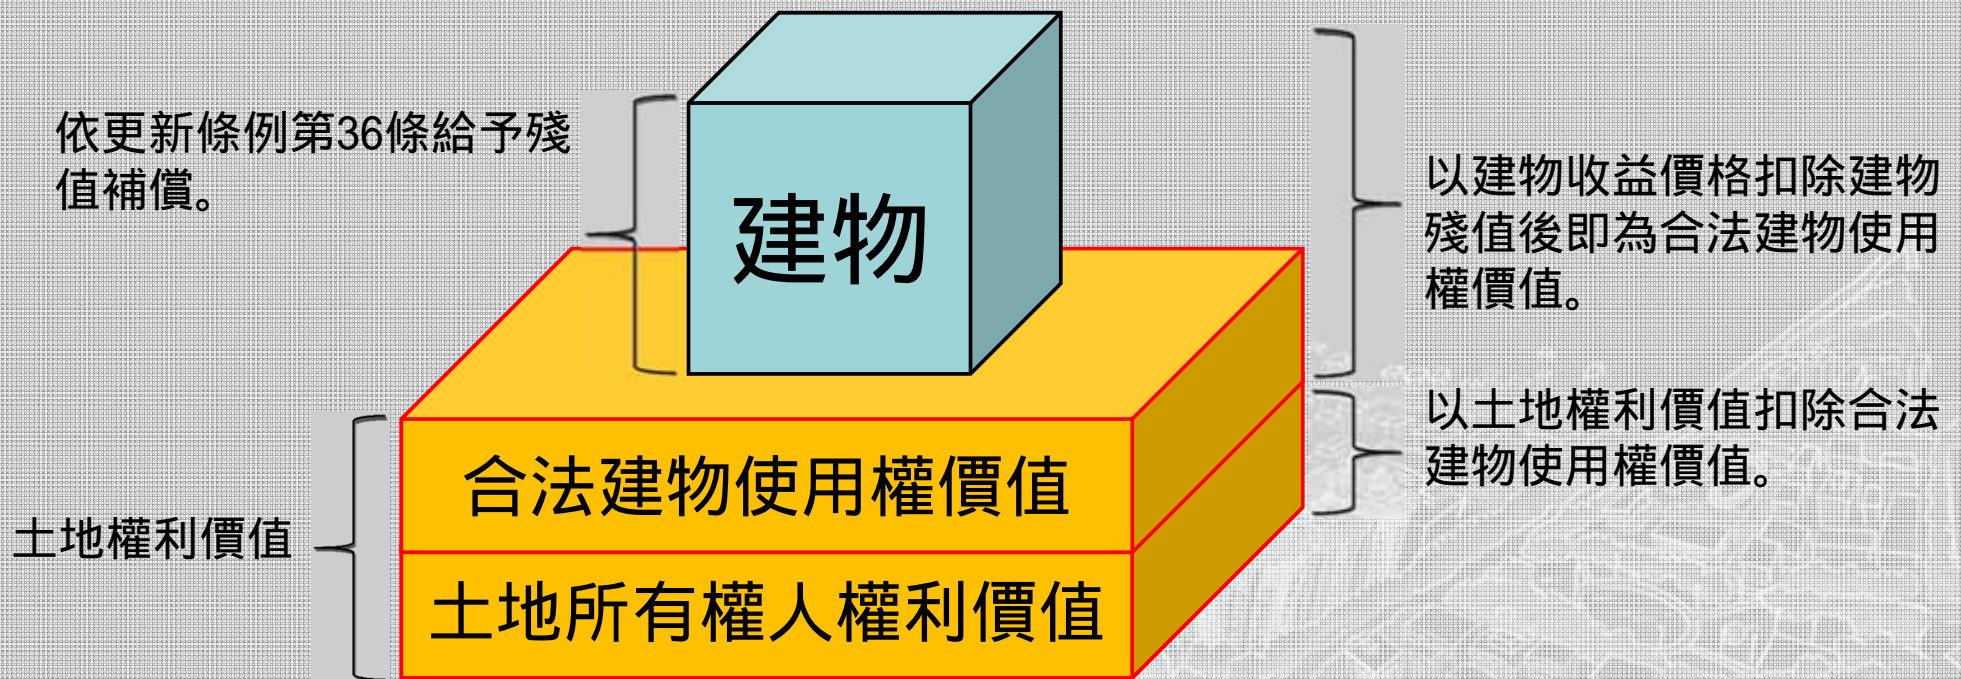 依更新條例第36條給予殘
值補償。
建物
以建物收益價格扣除建物
殘值後即為合法建物使用
權價值。
以土地權利價值扣除合法
建物使用權價值。
合法建物使用權價值
土地權利價值
土地所有權人權利價值